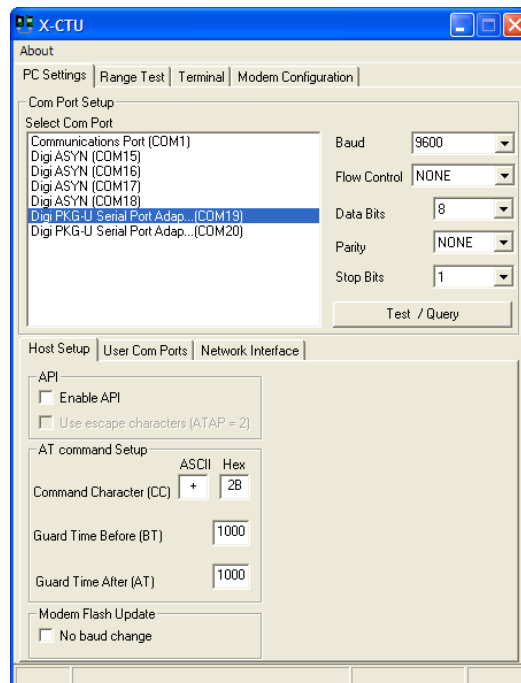 X-CTU
About
PC Settings Range Test Terminal Modem Configuration
Com Port Setup
Select Com Port
Communications Port (COM1)
Digi ASYN (COM15)
Digi ASYN (COM16)
Digi ASYN (COM17)
Digi ASYN (COM18)
Digi PKG-U Serial Port Adap...(COM19)
Digi PKG-U Serial Port Adap...(COM20)
Baud 9600
Flow Control NONE
Data Bits 8
Parity NONE
Stop Bits 1
Test / Query
Host Setup User Com Ports Network Interface
API
Enable API
Use escape characters (ATAP = 2)
AT command Setup
ASCII Hex
Command Character (CC) + 2B
Guard Time Before (BT) 1000
Guard Time After (AT) 1000
Modem Flash Update
No baud change